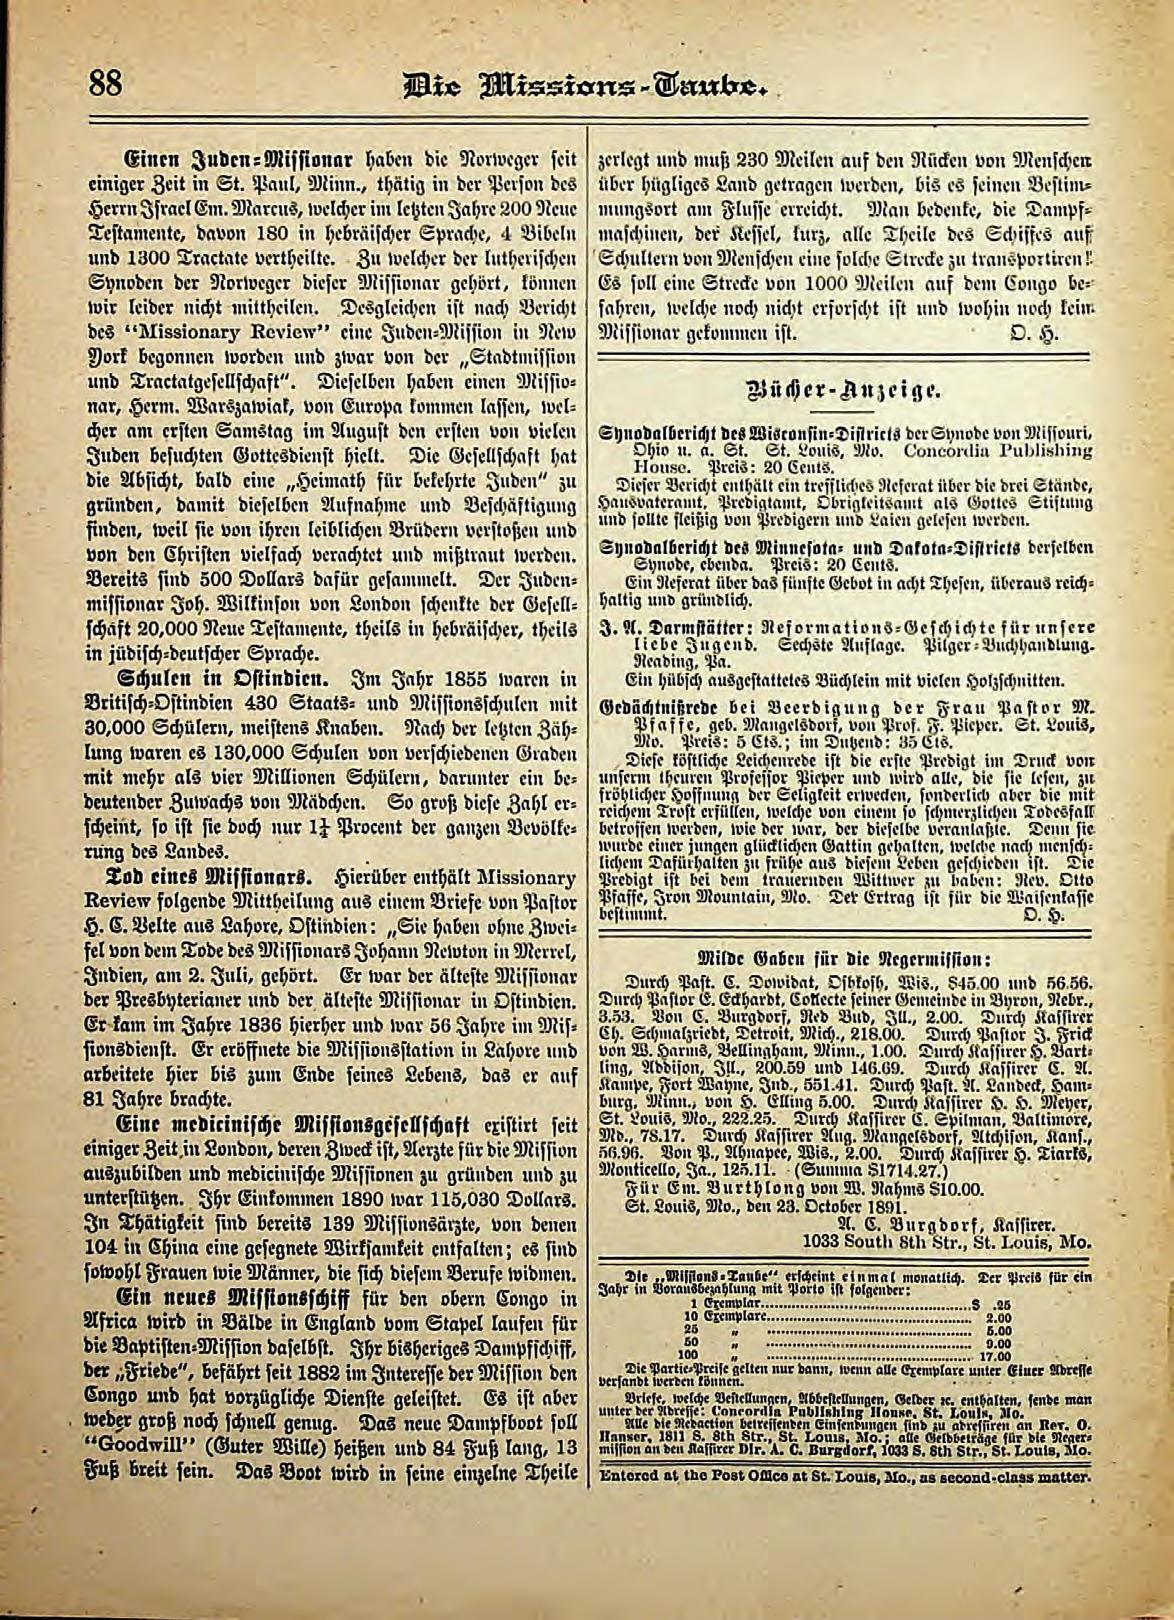 88
Die Missions-Taube.
Einen Juden-Missionar haben die Norweger seit
einiger Zeit in St. Paul, Minn., thätig in der Person des
Herrn Israel Em. Marcus, welcher im letzten Jahre 200 Neue
Testamente, davon 180 in hebräischer Sprache, 4 Bibeln
und 1300 Tractate vertheilte. Zu welcher der lutherischen
Synoden der Norweger dieser Missionar gehört, können
wir leider nicht mittheilen. Desgleichen ist nach Bericht
des "Missionary Review" eine Juden-Mission in New
York begonnen worden und zwar von der „Stadtmission
und Tractatgesellschaft". Dieselben haben einen Missio-
nar, Herm. Warszawiak, von Europa kommen lassen, wel-
cher am ersten Samstag im August den ersten von vielen
Juden besuchten Gottesdienst hielt. Die Gesellschaft hat
die Absicht, bald eine „Heimath für bekehrte Juden" zu
gründen, damit dieselben Aufnahme und Beschäftigung
finden, weil sie von ihren leiblichen Brüdern verstoßen und
von den Christen vielfach verachtet und mißtraut werden.
Bereits sind 500 Dollars dafür gesammelt. Der Juden-
missionar Joh. Wilkinson von London schenkte der Gesell-
schaft 20,000 Neue Testamente, theils in hebräischer, theils
in jüdisch-deutscher Sprache.
Schulen in Ostindien. Im Jahr 1855 waren in
Britisch-Ostindien 430 Staats- und Missionsschulen mit
30,000 Schülern, meistens Knaben. Nach der letzten Zäh-
lung waren es 130,000 Schulen von verschiedenen Graden
mit mehr als vier Millionen Schülern, darunter ein be-
deutender Zuwachs von Mädchen. So groß diese Zahl er-
scheint, so ist sie doch nur 1½ Procent der ganzen Bevölke-
rung des Landes.
Tod eines Missionars. Hierüber enthält Missionary
Review folgende Mittheilung aus einem Briefe von Pastor
H. C. Velte aus Lahore, Ostindien: „Sie haben ohne Zwei-
fel von dem Tode des Missionars Johann Newton in Merrel,
Indien, am 2. Juli, gehört. Er war der älteste Missionar
der Presbyterianer und der älteste Missionar in Ostindien.
Er kam im Jahre 1836 hierher und war 56 Jahre im Mis-
sionsdienst. Er eröffnete die Missionsstation in Lahore und
arbeitete hier bis zum Ende seines Lebens, das er auf
81 Jahre brachte.
Eine medicinische Missionsgesellschaft existirt seit
einiger Zeit in London, deren Zweck ist, Aerzte für die Mission
auszubilden und medicinische Missionen zu gründen und zu
unterstützen. Ihr Einkommen 1890 war 115,030 Dollars.
In Thätigkeit sind bereits 139 Missionsärzte, von denen
104 in China eine gesegnete Wirksamkeit entfalten; es sind
sowohl Frauen wie Männer, die sich diesem Berufe widmen.
Ein neues Missionsschiff für den obern Congo in
Africa wird in Bälde in England vom Stapel laufen für
die Baptisten-Mission daselbst. Ihr bisheriges Dampfschiff,
der „Friede", befährt seit 1882 im Interesse der Mission den
Congo und hat vorzügliche Dienste geleistet. Es ist aber
weder groß noch schnell genug. Das neue Dampfboot soll
"Goodwill" (Guter Wille) heißen und 84 Fuß lang, 13
Fuß breit sein. Das Boot wird in seine einzelne Theile
zerlegt und muß 230 Meilen auf den Rücken von Menschen
über hügliges Land getragen werden, bis es seinen Bestim-
mungsort am Flusse erreicht. Man bedenke, die Dampf-
maschinen, der Kessel, kurz, alle Theile des Schiffes auf
Schultern von Menschen eine solche Strecke zu transportiren!
Es soll eine Strecke von 1000 Meilen auf dem Congo be-
fahren, welche noch nicht erforscht ist und wohin noch kein
Missionar gekommen ist. O. H.
Bücher-Anzeige.
Synodalbericht des Wisconsin-Districts der Synode von Missouri,
Ohio u. a. St. St. Louis, Mo. Concordia Publishing
House. Preis: 20 Cents.
Dieser Bericht enthält ein treffliches Referat über die drei Stände,
Hausvateramt, Predigtamt, Obrigkeitsamt als Gottes Stiftung
und sollte fleißig von Predigern und Laien gelesen werden.
Synodalbericht des Minnesota- und Dakota-Districts derselben
Synode, ebenda. Preis: 20 Cents.
Ein Referat über das fünfte Gebot in acht Thesen, überaus reich-
haltig und gründlich.
J. A. Darmstätter: Reformations-Geschichte für unsere
liebe Jugend. Sechste Auflage. Pilger-Buchhandlung.
Reading, Pa.
Ein hübsch ausgestattetes Büchlein mit vielen Holzschnitten.
Gedächtnißrede bei Beerdigung der Frau Pastor M.
Pfaffe, geb. Mangelsdorf, von Prof. F. Pieper. St. Louis,
Mo. Preis: 5 Cts.; im Dutzend: 35 Cts.
Diese köstliche Leichenrede ist die erste Predigt im Druck von
unserm theuren Professor Pieper und wird alle, die sie lesen, zu
fröhlicher Hoffnung der Seligkeit erwecken, sonderlich aber die mit
reichem Trost erfüllen, welche von einem so schmerzlichen Todesfall
betroffen werden, wie der war, der dieselbe veranlaßte. Denn sie
wurde einer jungen glücklichen Gattin gehalten, welche nach mensch-
lichem Dafürhalten zu frühe aus diesem Leben geschieden ist. Die
Predigt ist bei dem trauernden Wittwer zu haben: Rev. Otto
Pfaffe, Iron Mountain, Mo. Der Ertrag ist für die Waisenkasse
bestimmt. O. H.
Milde Gaben für die Negermission:
Durch Past. C. Dowidat, Oshkosh, Wis., $45.00 und 56.56.
Durch Pastor E. Eckhardt, Collecte seiner Gemeinde in Byron, Nebr.,
3.53. Von C. Burgdorf, Red Bud, Ill., 2.00. Durch Kassirer
Ch. Schmalzriedt, Detroit, Mich., 218.00. Durch Pastor J. Frick
von W. Harms, Bellingham, Minn., 1.00. Durch Kassirer H. Bart-
ling, Addison, Ill., 200.59 und 146.69. Durch Kassirer C. A.
Kampe, Fort Wayne, Ind., 551.41. Durch Past. A. Landeck, Ham-
burg, Minn., von H. Elling 5.00. Durch Kassirer H. H. Meyer,
St. Louis, Mo., 222.25. Durch Kassirer C. Spilman, Baltimore,
Md., 78.17. Durch Kassirer Aug. Mangelsdorf, Atchison, Kans.,
56.96. Von P., Ahnapee, Wis., 2.00. Durch Kassirer H. Tiarks,
Monticello, Ia., 125.11. (Summa $1714.27.)
Für Em. Burthlong von W. Rahms $10.00.
St. Louis, Mo., den 23. October 1891.
A. C. Burgdorf, Kassirer.
1033 South 8th Str., St. Louis, Mo.
Die „Missions-Taube" erscheint einmal monatlich. Der Preis für ein
Jahr in Vorausbezahlung mit Porto ist folgender:
1 Exemplar........ $ .25
10 Exemplare........ 2.00
25 „ ........ 5.00
50 „ ........ 9.00
100 „ ........ 17.00
Die Partie-Preise gelten nur dann, wenn alle Exemplare unter Einer Adresse
versandt werden können.
Briefe, welche Bestellungen, Abbestellungen, Gelder ꝛc. enthalten, sende man
unter der Adresse: Concordia Publishing House, St. Louis, Mo.
Alle die Redaction betreffenden Einsendungen sind zu adressiren an Rev. O.
Hanser, 1811 S. 8th Str., St. Louis, Mo.; alle Geldbeträge für die Neger-
mission an den Kassirer Dir. A. C. Burgdorf, 1033 S. 8th Str., St. Louis, Mo.
Entered at the Post Office at St. Louis, Mo., as second-class matter.